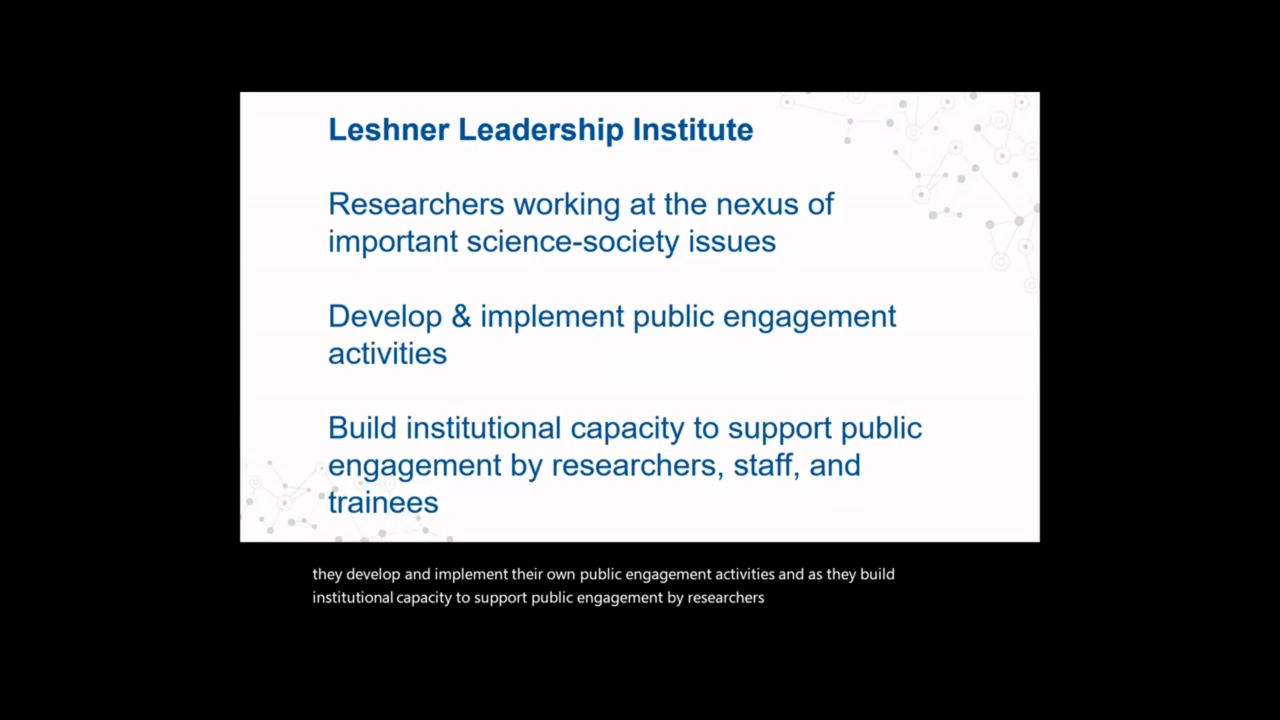 Leshner Leadership Institute
Researchers working at the nexus of
important science-society issues
Develop & implement public engagement
activities
Build institutional capacity to support public
engagement by researchers, staff, and
trainees
they develop and implement their own public engagement activities and as they build
institutional capacity to support public engagement by researchers